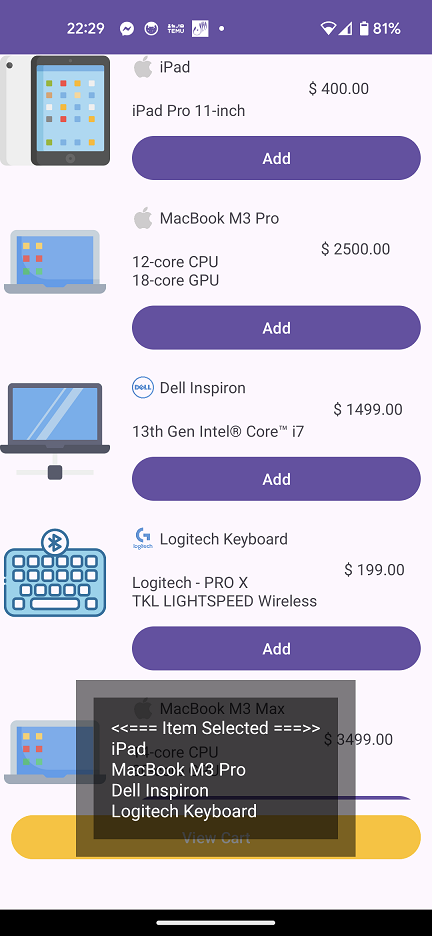 22:29
TEMU
81%
iPad
$ 400.00
iPad Pro 11-inch
Add
MacBook M3 Pro
$ 2500.00
12-core CPU
18-core GPU
Add
DELL
Dell Inspiron
$ 1499.00
13th Gen Intel® Core™ i7
Add
logitech
Logitech Keyboard
$ 199.00
Logitech - PRO X
TKL LIGHTSPEED Wireless
Add
MacBook M3 Max
$ 3499.00
14-core CPU
<<=== Item Selected ===>>
iPad
MacBook M3 Pro
Dell Inspiron
Logitech Keyboard
View Cart